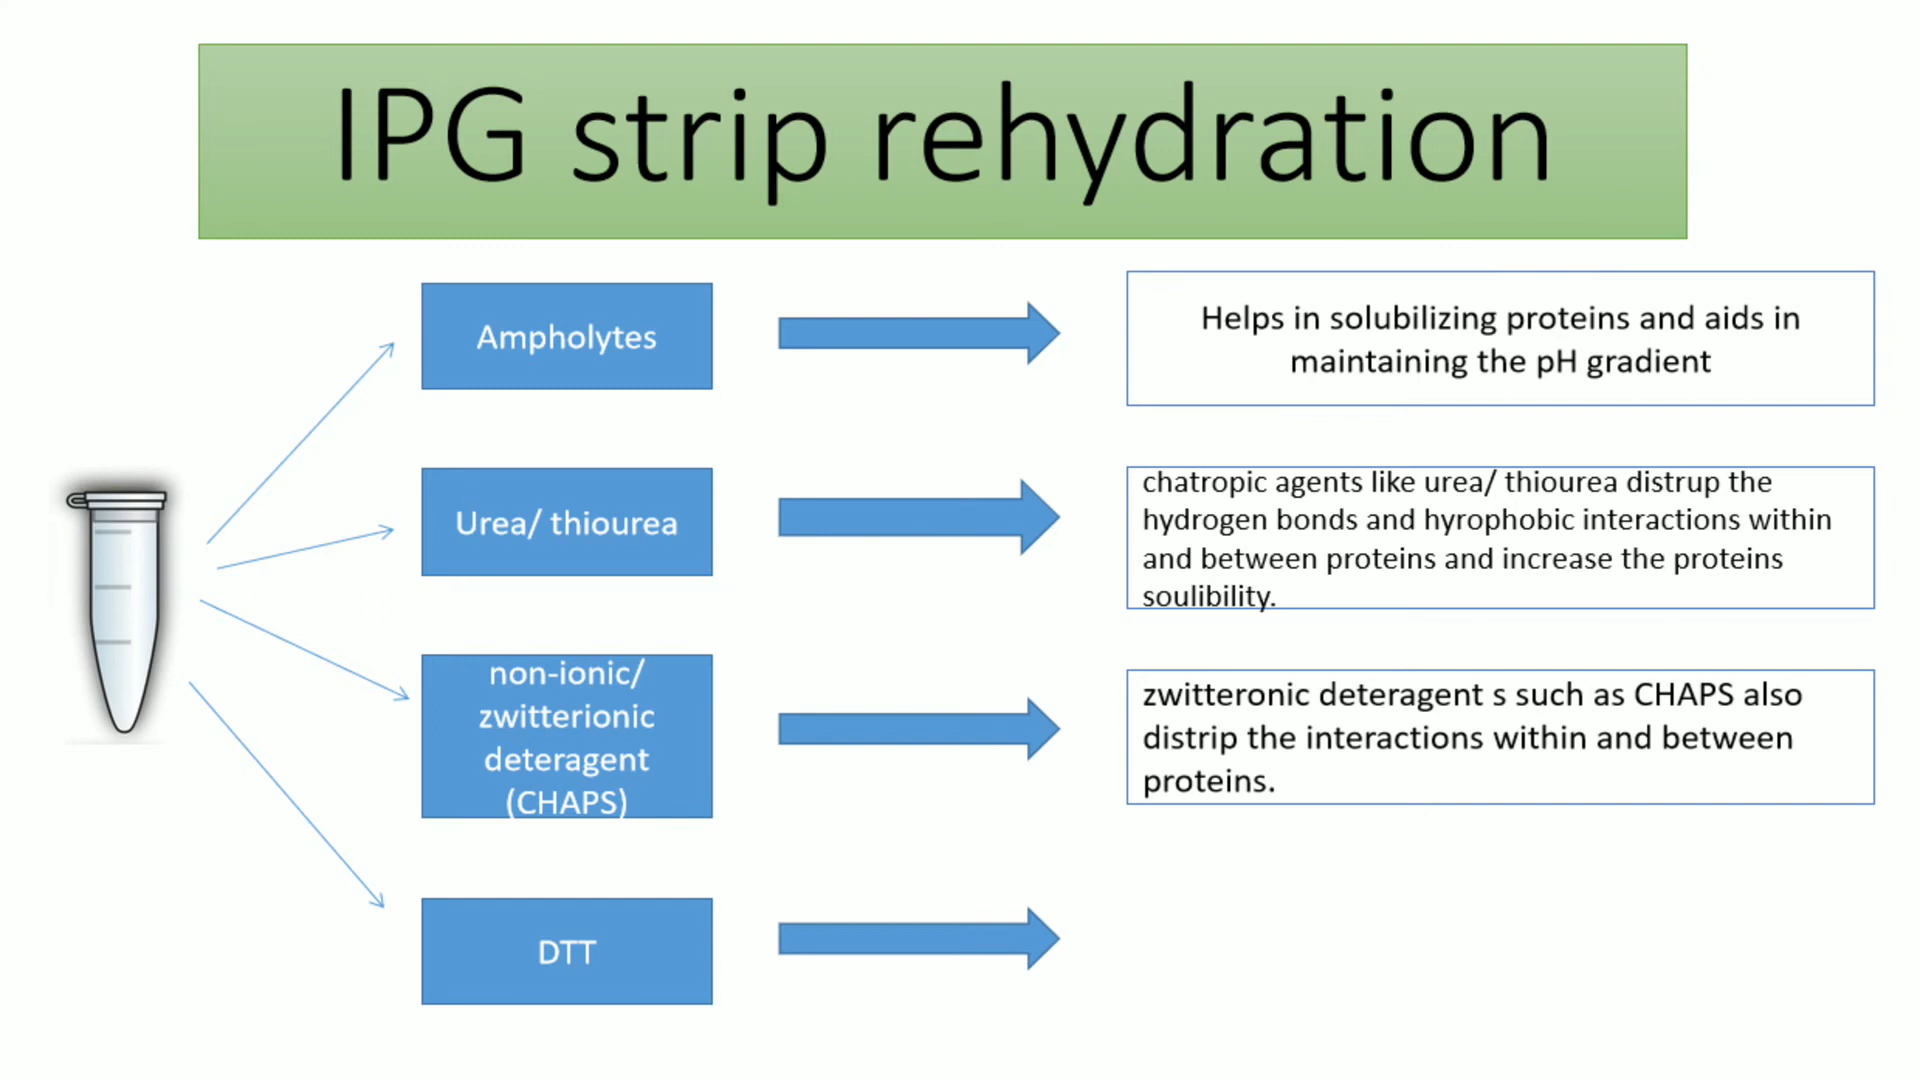 IPG strip rehydration
Ampholytes
Helps in solubilizing proteins and aids in
maintaining the pH gradient
Urea/ thiourea
chatropic agents like urea/ thiourea distrup the
hydrogen bonds and hyrophobic interactions within
and between proteins and increase the proteins
soulibility.
non-ionic/
zwitterionic
deteragent
(CHAPS)
zwitteronic deteragent s such as CHAPS also
distrip the interactions within and between
proteins.
DTT